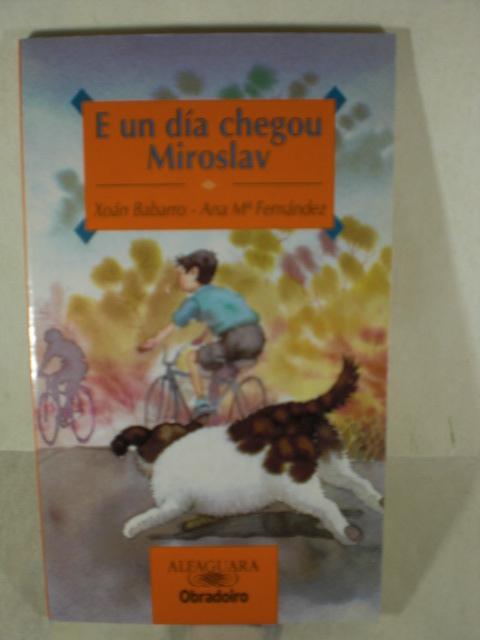 E un día chegou
Miroslav
Xoán Babarro - Ana Mª Fernández
ALFAGUARA
Obradoiro